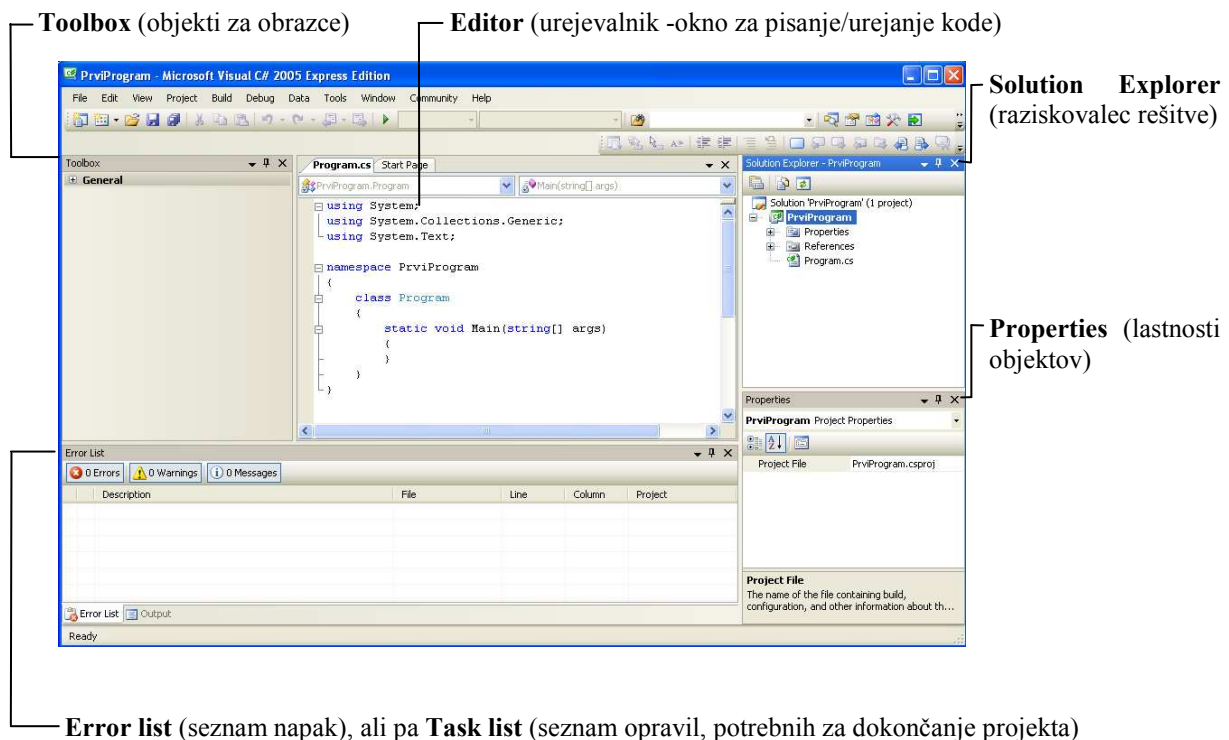 Toolbox (objekti za obrazce)
Editor (urejevalnik -okno za pisanje/urejanje kode)
Solution Explorer
(raziskovalec rešitve)
PrviProgram - Microsoft Visual C# 2005 Express Edition
File Edit View Project Build Debug Data Tools Window Community Help
Toolbox
General
Program.cs Start Page
PrviProgram.Program
Main(string[] args)
using System;
using System.Collections.Generic;
using System.Text;
namespace PrviProgram
{
class Program
{
static void Main(string[] args)
{
}
}
}
Solution Explorer - PrviProgram
Solution 'PrviProgram' (1 project)
PrviProgram
Properties
References
Program.cs
Properties (lastnosti
objektov)
Properties
PrviProgram Project Properties
Project File PrviProgram.csproj
Project File
The name of the file containing build,
configuration, and other information about th...
Error List
0 Errors 0 Warnings 0 Messages
Description File Line Column Project
Error List Output
Ready
Error list (seznam napak), ali pa Task list (seznam opravil, potrebnih za dokončanje projekta)